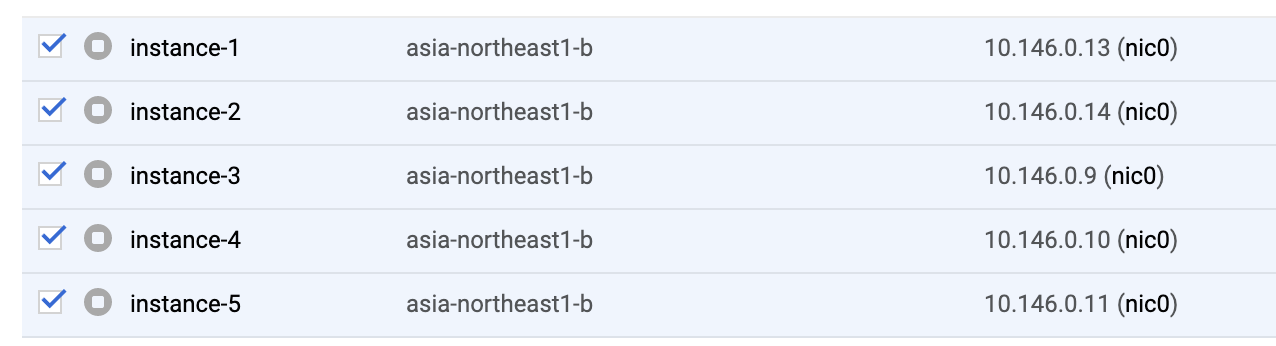 instance-1 asia-northeast1-b 10.146.0.13 (nic0)
instance-2 asia-northeast1-b 10.146.0.14 (nic0)
instance-3 asia-northeast1-b 10.146.0.9 (nic0)
instance-4 asia-northeast1-b 10.146.0.10 (nic0)
instance-5 asia-northeast1-b 10.146.0.11 (nic0)